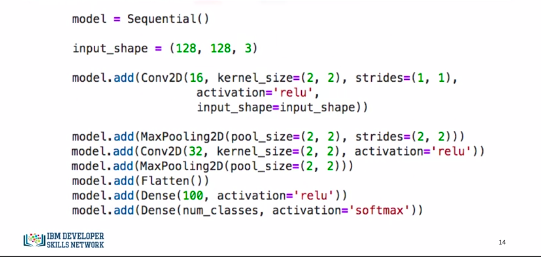 model = Sequential()
input_shape = (128, 128, 3)
model.add(Conv2D(16, kernel_size=(2, 2), strides=(1, 1),
activation='relu',
input_shape=input_shape))
model.add(MaxPooling2D(pool_size=(2, 2), strides=(2, 2)))
model.add(Conv2D(32, kernel_size=(2, 2), activation='relu'))
model.add(MaxPooling2D(pool_size=(2, 2)))
model.add(Flatten())
model.add(Dense(100, activation='relu'))
model.add(Dense(num_classes, activation='softmax'))
IBM DEVELOPER
SKILLS NETWORK
14